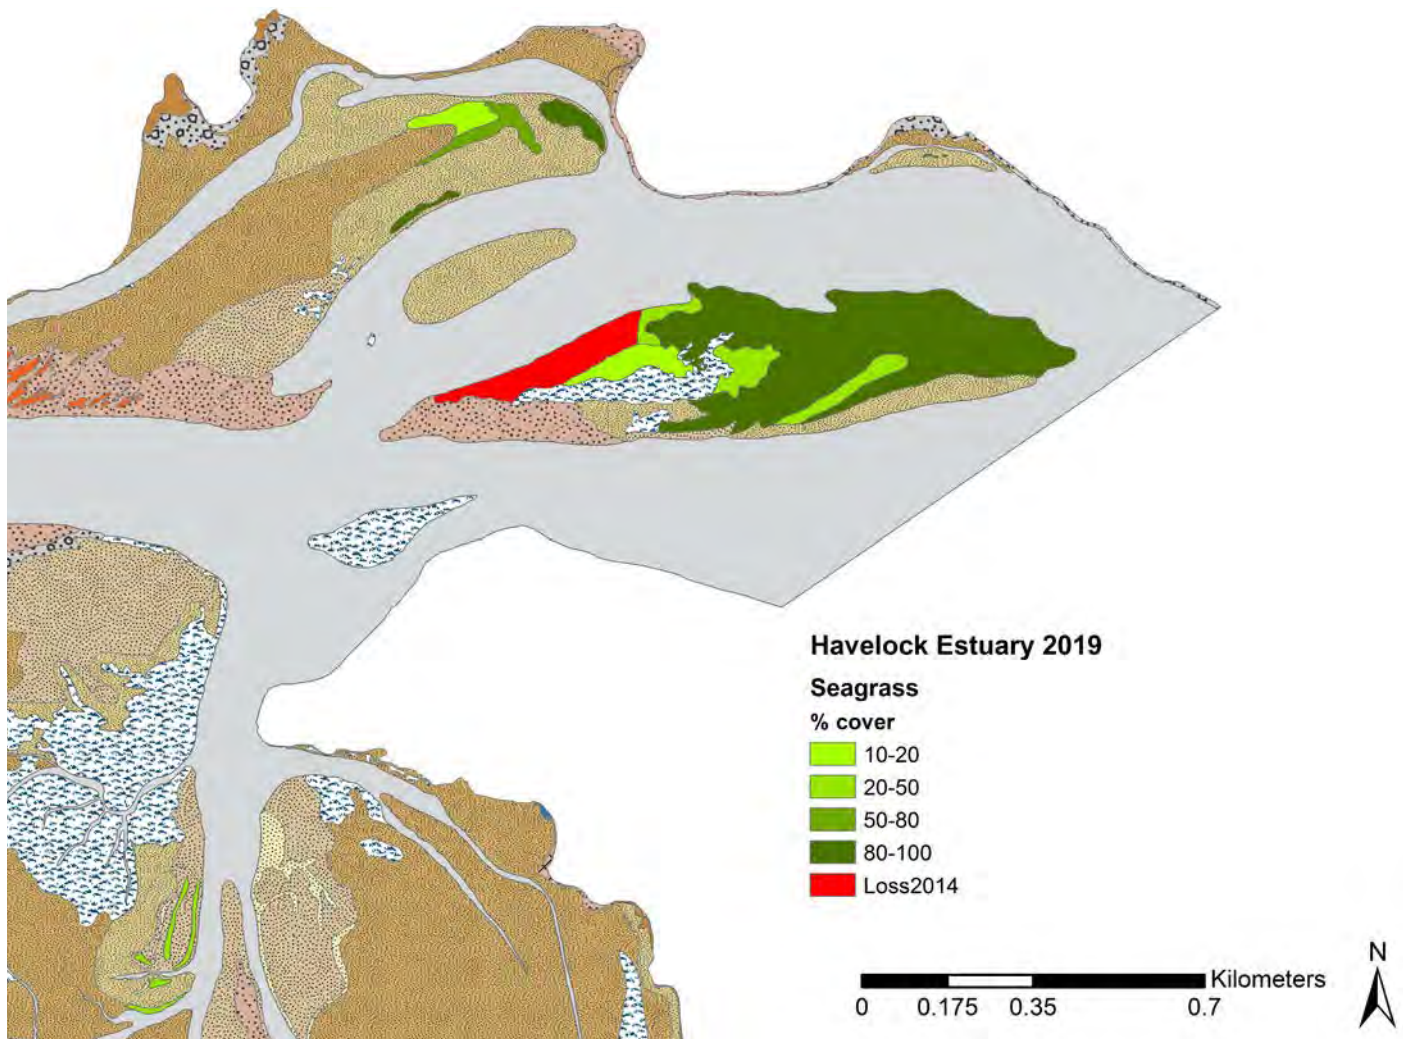 Havelock Estuary 2019
Seagrass
% cover
10-20
20-50
50-80
80-100
Loss2014
N
Kilometers
0 0.175 0.35 0.7